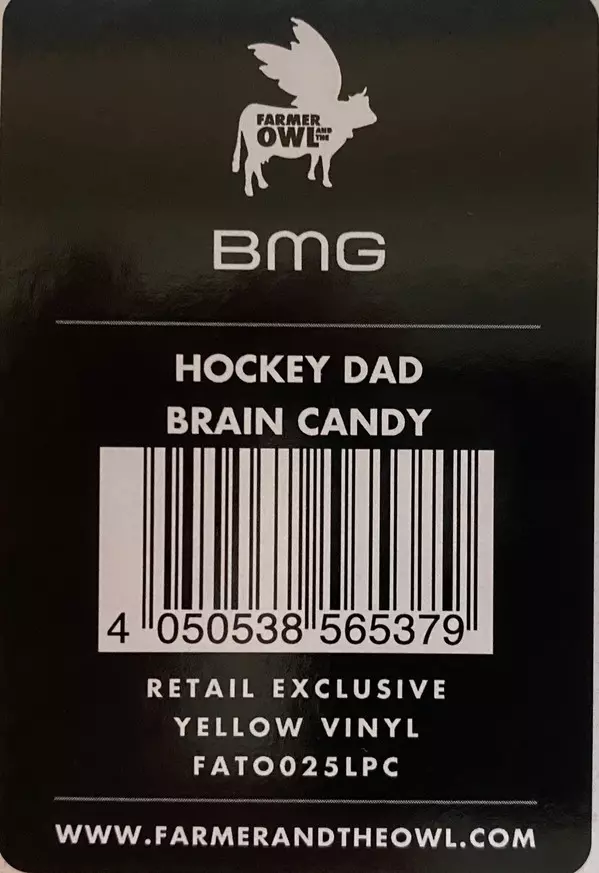 FARMER
OWL AND THE
BMG
HOCKEY DAD
BRAIN CANDY
4 050538 565379
RETAIL EXCLUSIVE
YELLOW VINYL
FATO025LPC
WWW.FARMERANDTHEOWL.COM